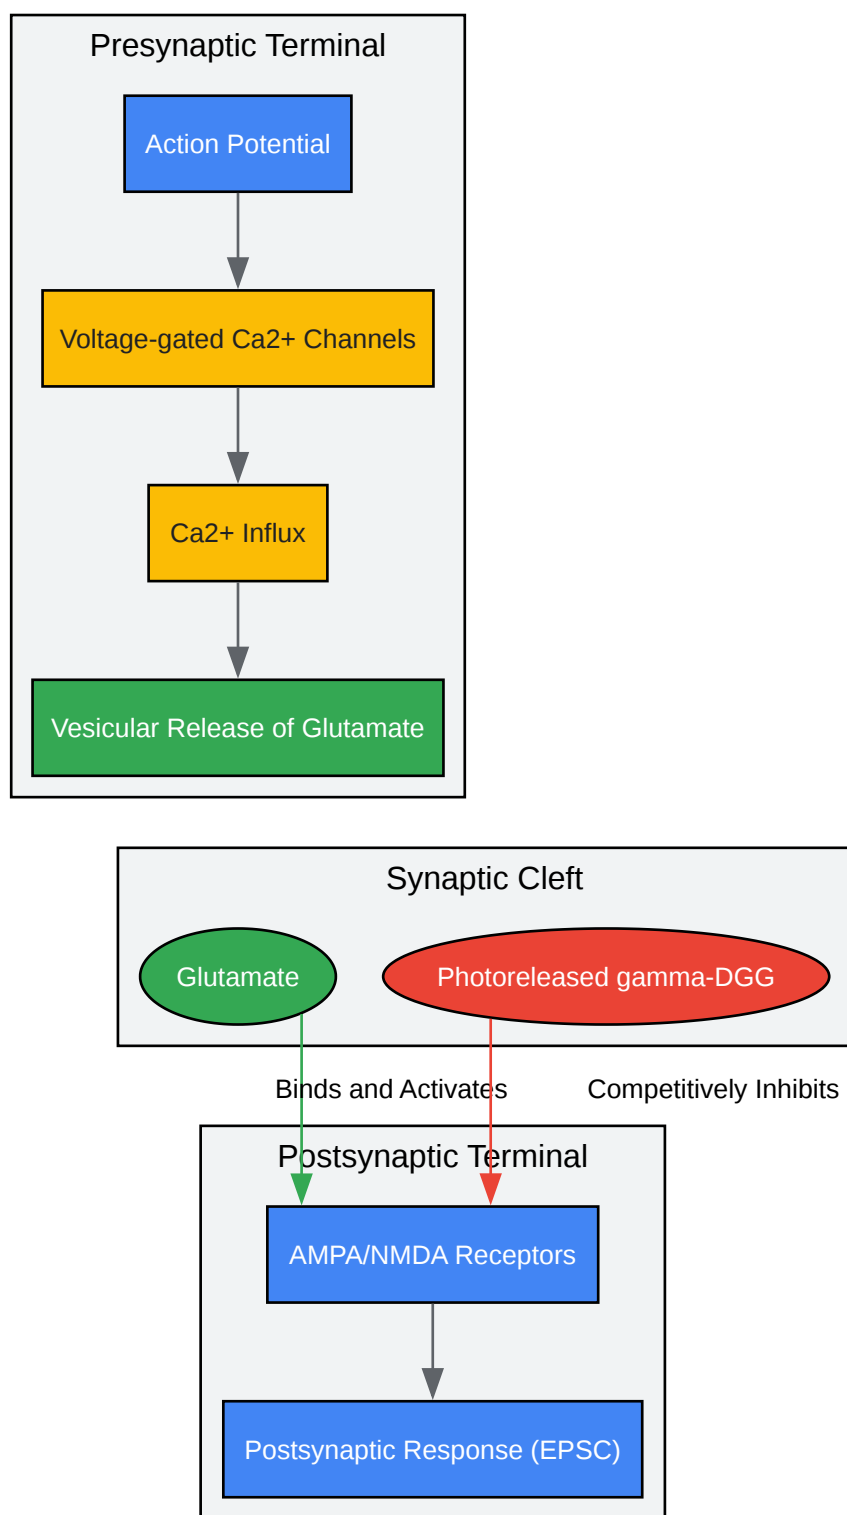 Presynaptic Terminal
Action Potential
Voltage-gated Ca2+ Channels
Ca2+ Influx
Vesicular Release of Glutamate
Synaptic Cleft
Glutamate
Photoreleased gamma-DGG
Binds and Activates
Competitively Inhibits
Postsynaptic Terminal
AMPA/NMDA Receptors
Postsynaptic Response (EPSC)